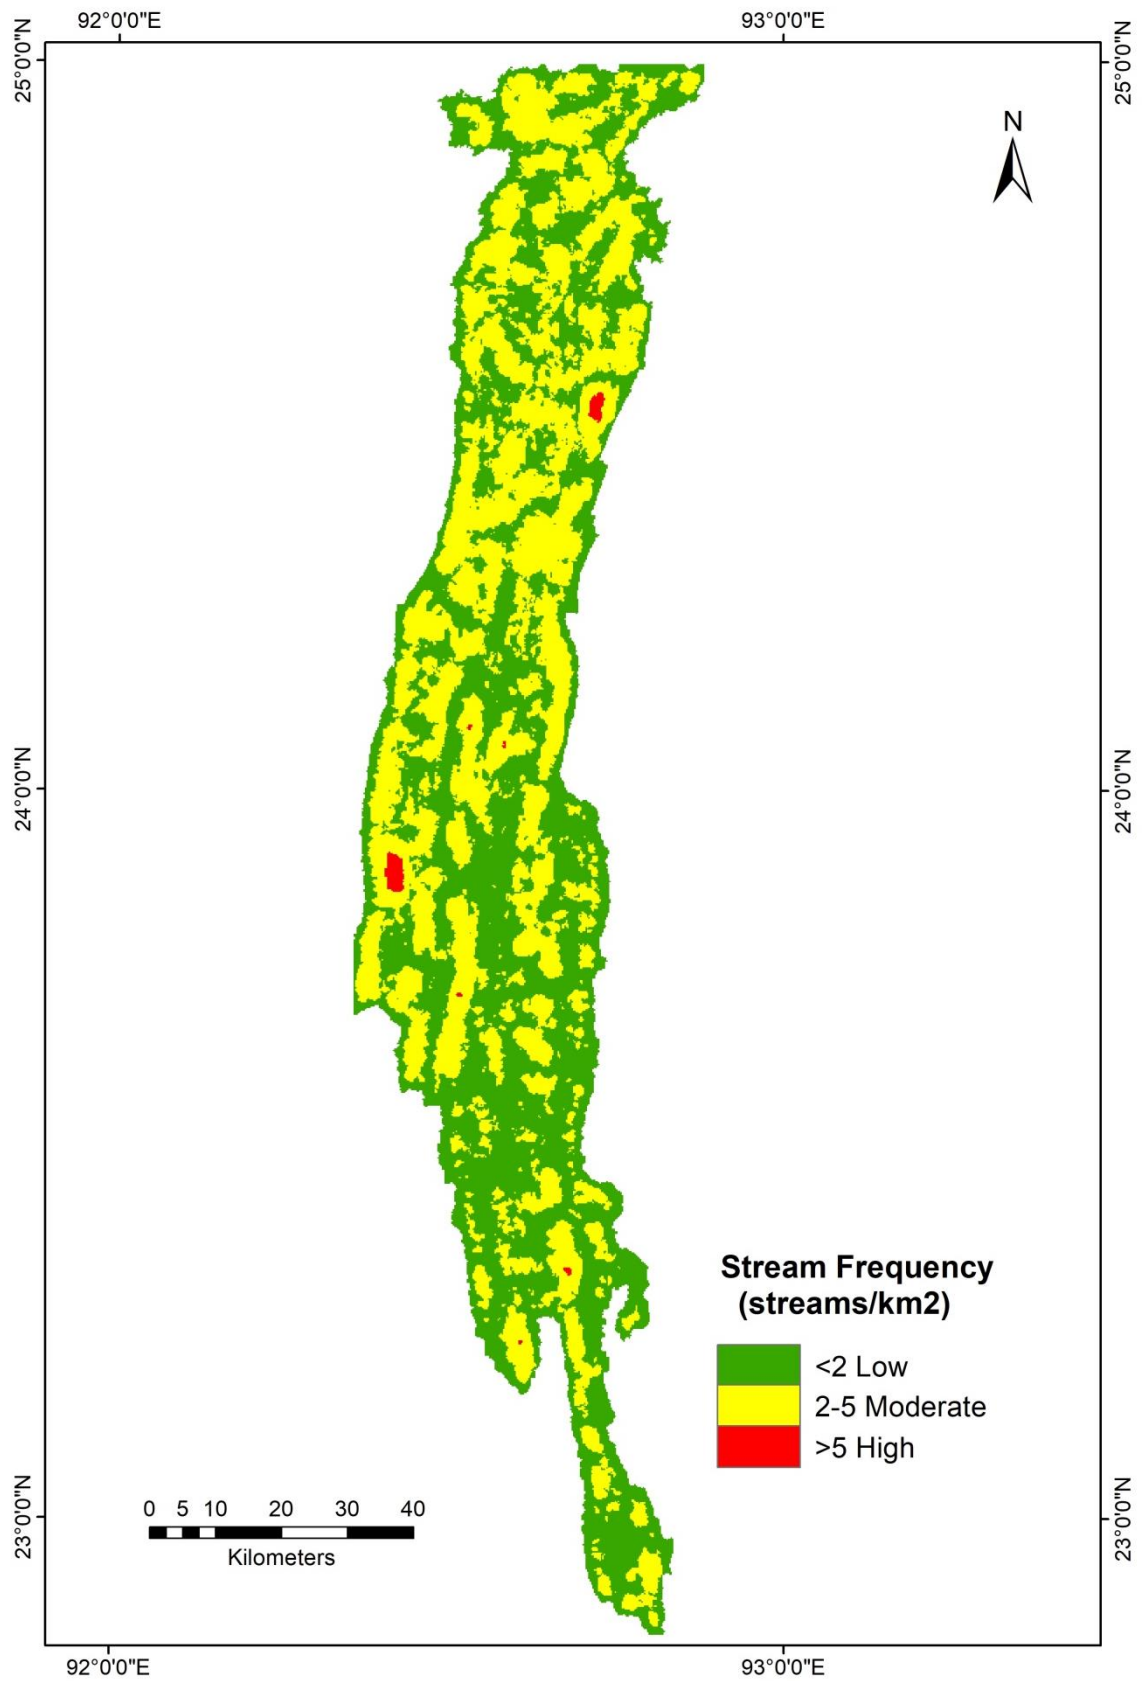 92°0'0"E
93°0'0"E
25°0'0"N
25°0'0"N
N
24°0'0"N
24°0'0"N
Stream Frequency
(streams/km2)
<2 Low
2-5 Moderate
>5 High
0 5 10 20 30 40
Kilometers
23°0'0"N
23°0'0"N
92°0'0"E
93°0'0"E